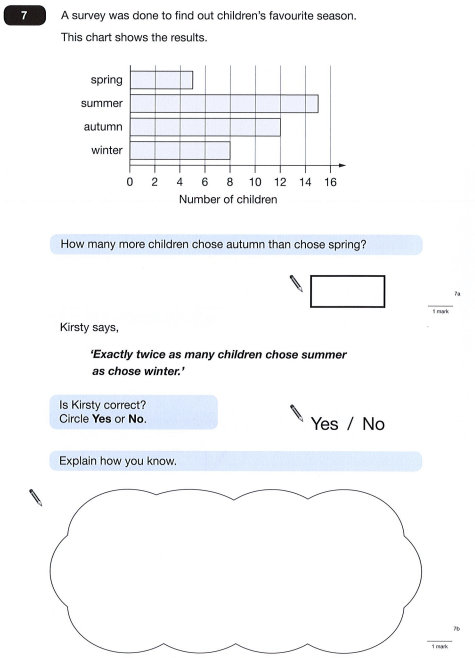 7
A survey was done to find out children's favourite season.
This chart shows the results.
spring
summer
autumn
winter
0 2 4 6 8 10 12 14 16
Number of children
How many more children chose autumn than chose spring?
7a
1 mark
Kirsty says,
'Exactly twice as many children chose summer
as chose winter.'
Is Kirsty correct?
Circle Yes or No.
Yes / No
Explain how you know.
7b
1 mark